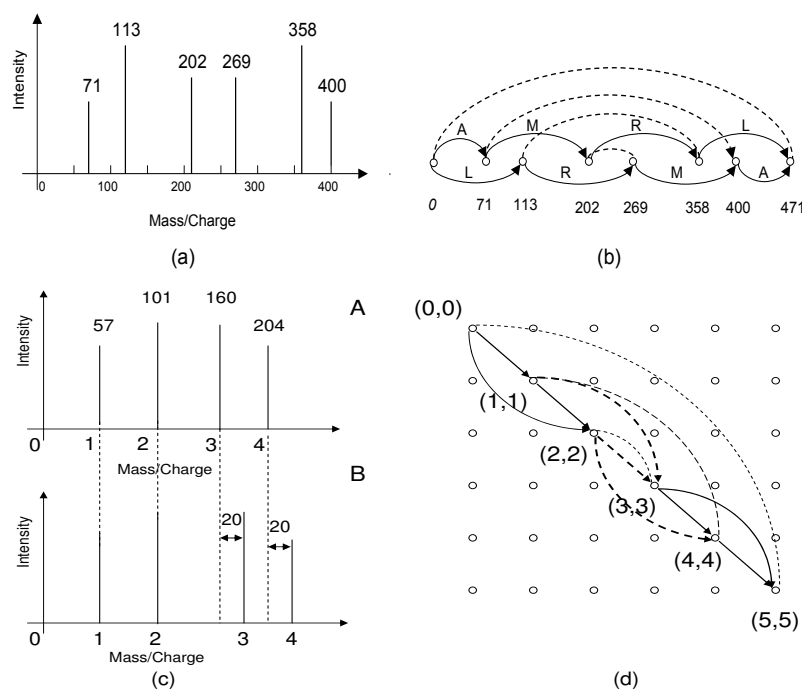 Intensity
71
113
202
269
358
400
0
100
200
300
400
Mass/Charge
(a)
A M R L
L R M A
0 71 113 202 269 358 400 471
(b)
Intensity
57
101
160
204
A
0 1 2 3 4
Mass/Charge
B
Intensity
20
20
0 1 2 3 4
Mass/Charge
(c)
(0,0)
(1,1)
(2,2)
(3,3)
(4,4)
(5,5)
(d)